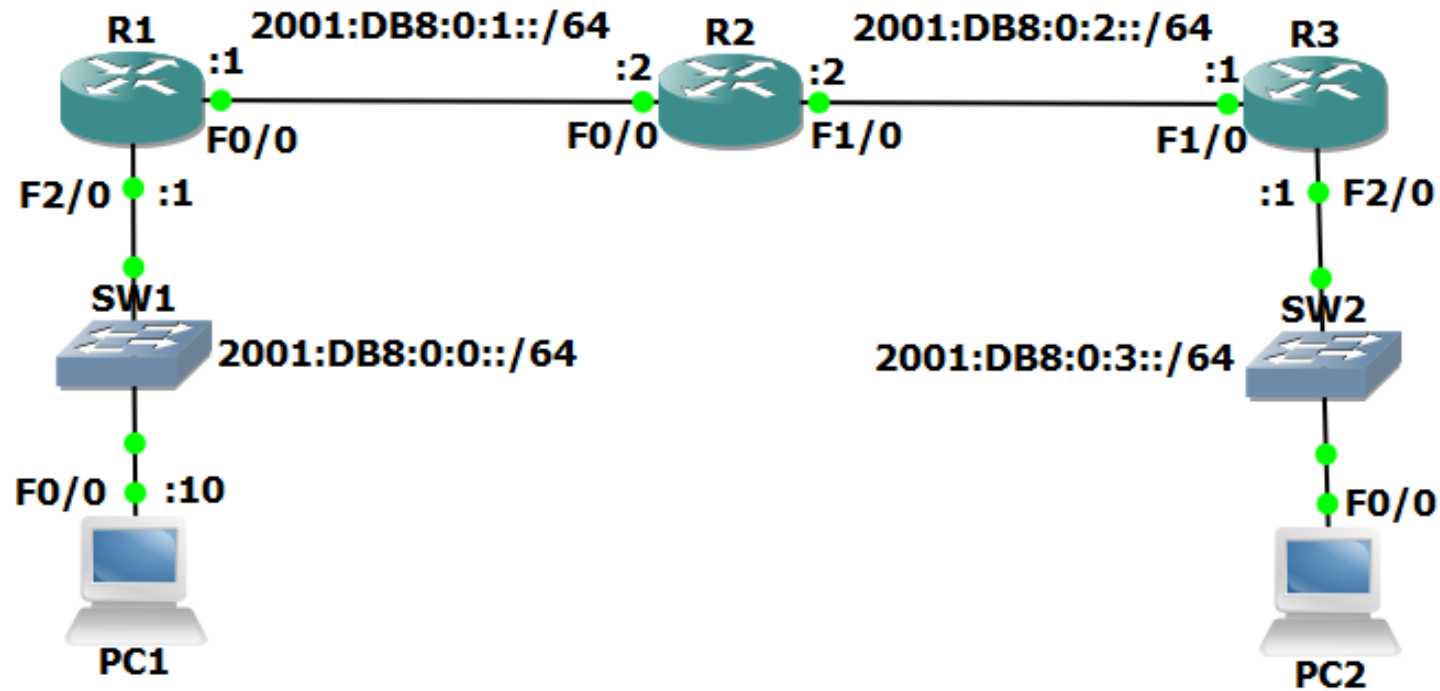 R1
2001:DB8:0:1::/64
R2
2001:DB8:0:2::/64
R3
:1
:2
:2
:1
F0/0
F0/0
F1/0
F1/0
F2/0
:1
:1
F2/0
SW1
SW2
2001:DB8:0:0::/64
2001:DB8:0:3::/64
F0/0
:10
F0/0
PC1
PC2